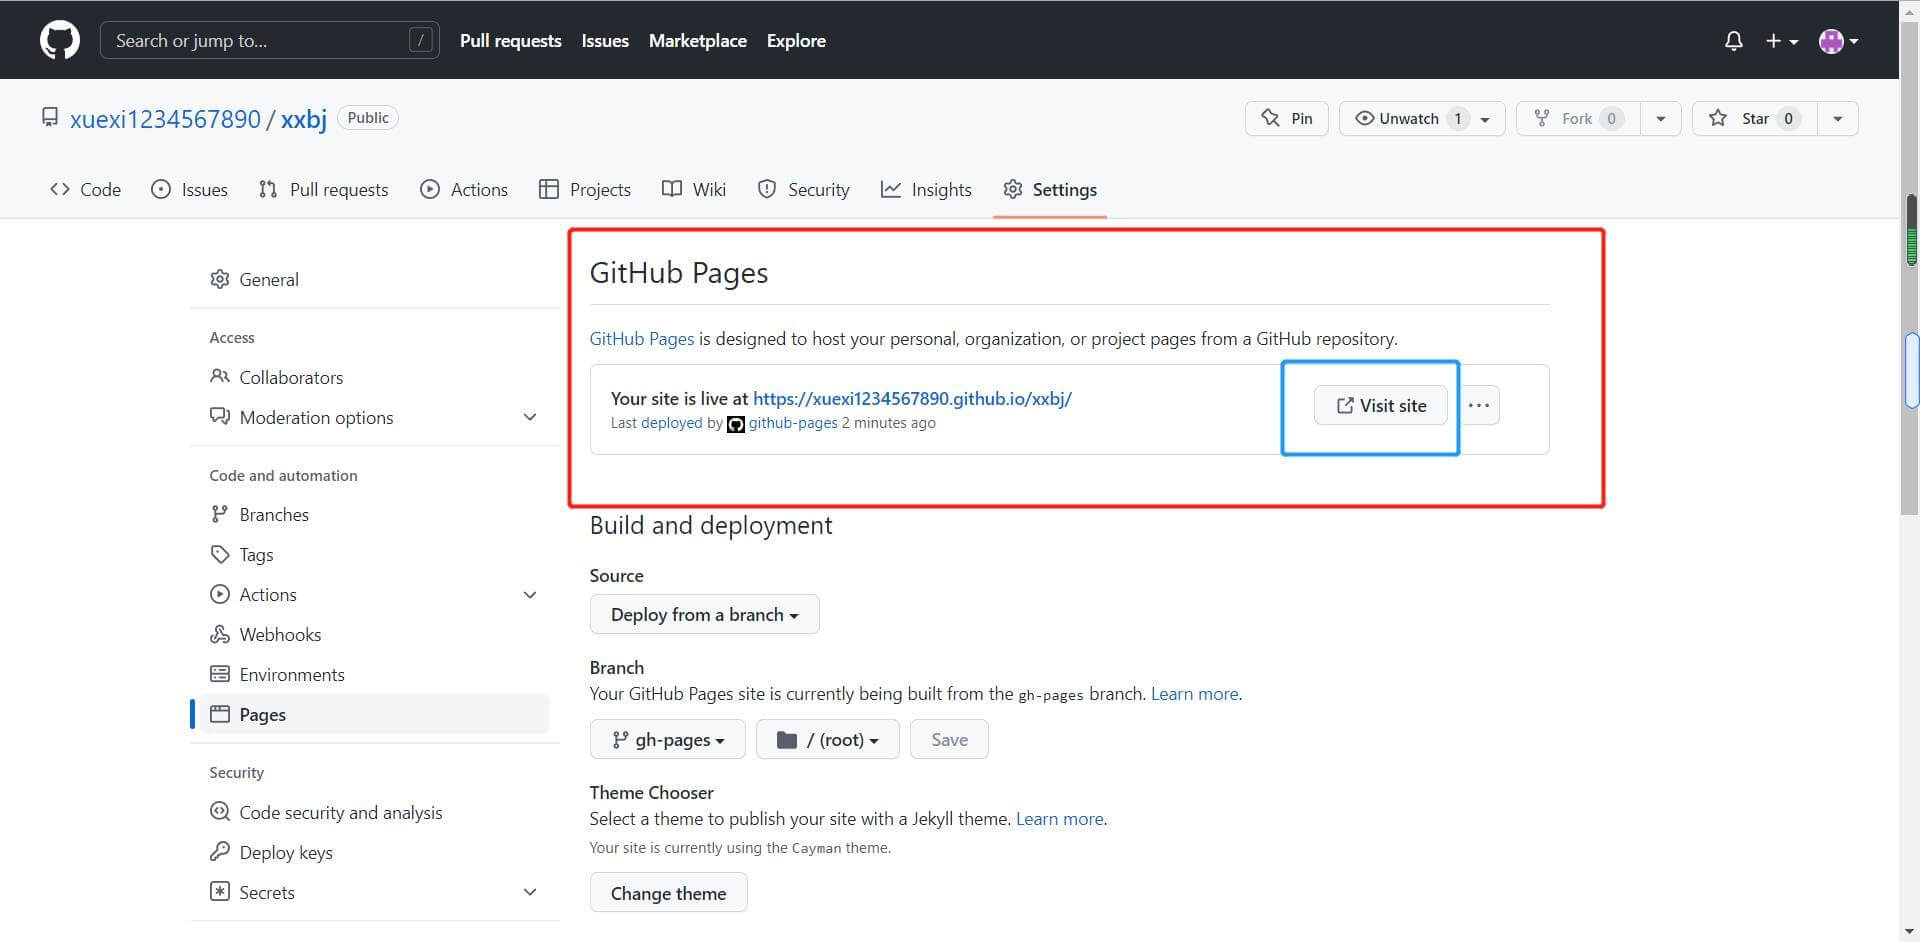 Search or jump to... /
Pull requests Issues Marketplace Explore
xuexi1234567890 / xxbj Public
Pin
Unwatch 1
Fork 0
Star 0
Code Issues Pull requests Actions Projects Wiki Security Insights Settings
General
Access
Collaborators
Moderation options
Code and automation
Branches
Tags
Actions
Webhooks
Environments
Pages
Security
Code security and analysis
Deploy keys
Secrets
GitHub Pages
GitHub Pages is designed to host your personal, organization, or project pages from a GitHub repository.
Your site is live at https://xuexi1234567890.github.io/xxbj/
Last deployed by github-pages 2 minutes ago
Visit site
Build and deployment
Source
Deploy from a branch
Branch
Your GitHub Pages site is currently being built from the gh-pages branch. Learn more.
gh-pages / (root) Save
Theme Chooser
Select a theme to publish your site with a Jekyll theme. Learn more.
Your site is currently using the Cayman theme.
Change theme